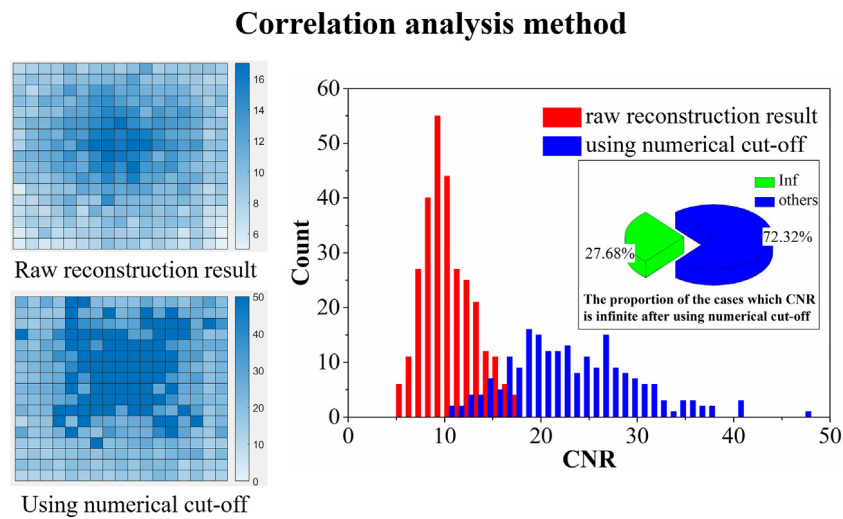 Correlation analysis method
16
14
12
10
8
6
Raw reconstruction result
50
40
30
20
10
0
Using numerical cut-off
60
50
40
30
20
10
0
Count
0
10
20
30
40
50
CNR
raw reconstruction result
using numerical cut-off
Inf
others
27.68%
72.32%
The proportion of the cases which CNR
is infinite after using numerical cut-off